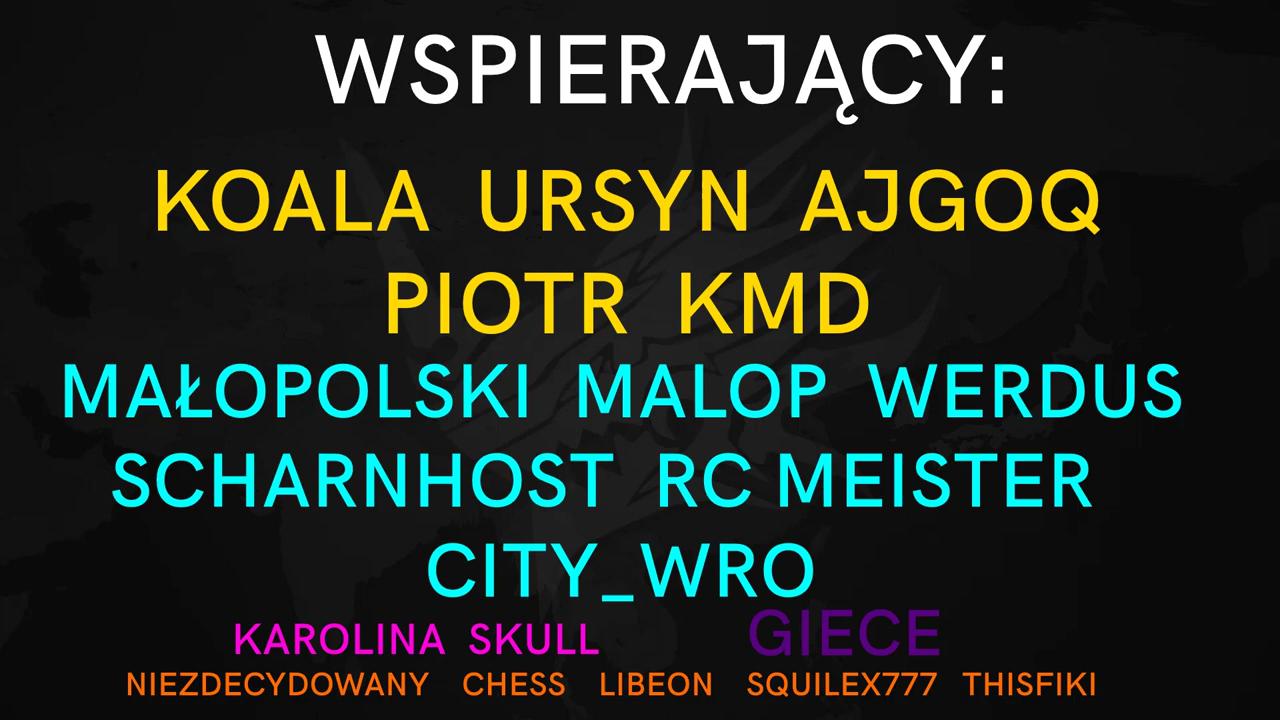 WSPIERAJĄCY:
KOALA URSYN AJGOQ
PIOTR KMD
MAŁOPOLSKI MALOP WERDUS
SCHARNHOST RC MEISTER
CITY_WRO
KAROLINA SKULL GIECE
NIEZDECYDOWANY CHESS LIBEON SQUILEX777 THISFIKI